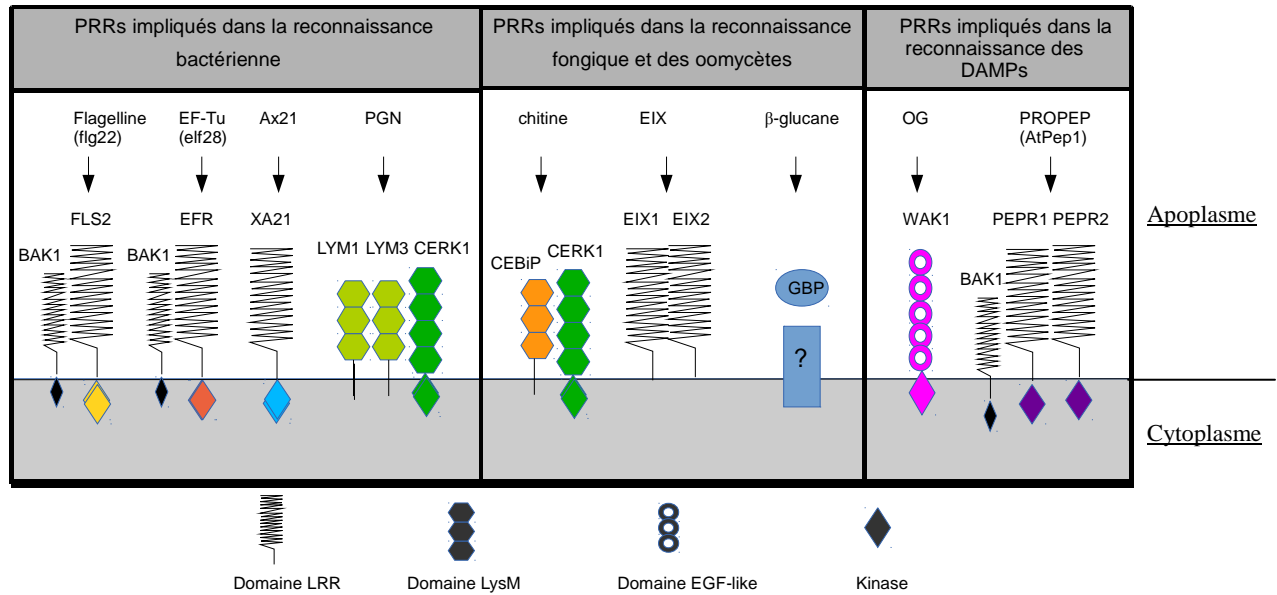 PRRs impliqués dans la reconnaissance
bactérienne
PRRs impliqués dans la reconnaissance
fongique et des oomycètes
PRRs impliqués dans la
reconnaissance des
DAMPs
Flagelline
(flg22)
EF-Tu
(elf28)
Ax21
PGN
chitine
EIX
β-glucane
OG
PROPEP
(AtPep1)
FLS2
EFR
XA21
BAK1
BAK1
LYM1
LYM3
CERK1
CEBiP
CERK1
EIX1
EIX2
GBP
?
WAK1
PEPR1
PEPR2
BAK1
Apoplasme
Cytoplasme
Domaine LRR
Domaine LysM
Domaine EGF-like
Kinase